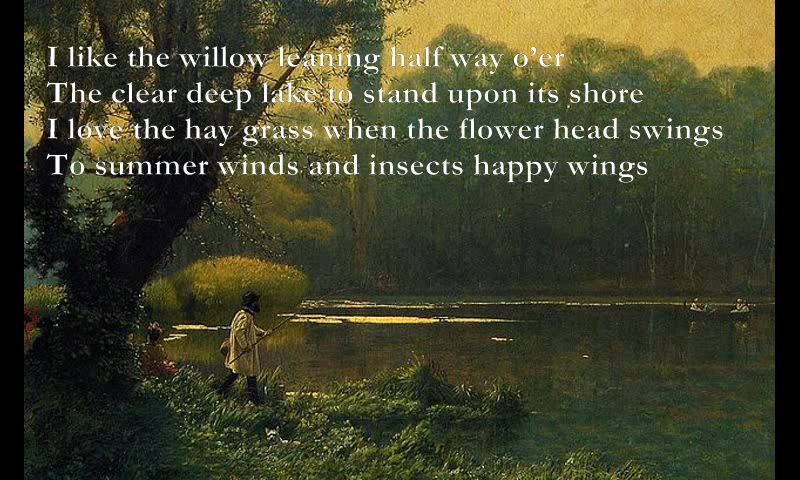 I like the willow leaning half way o’er
The clear deep lake to stand upon its shore
I love the hay grass when the flower head swings
To summer winds and insects happy wings